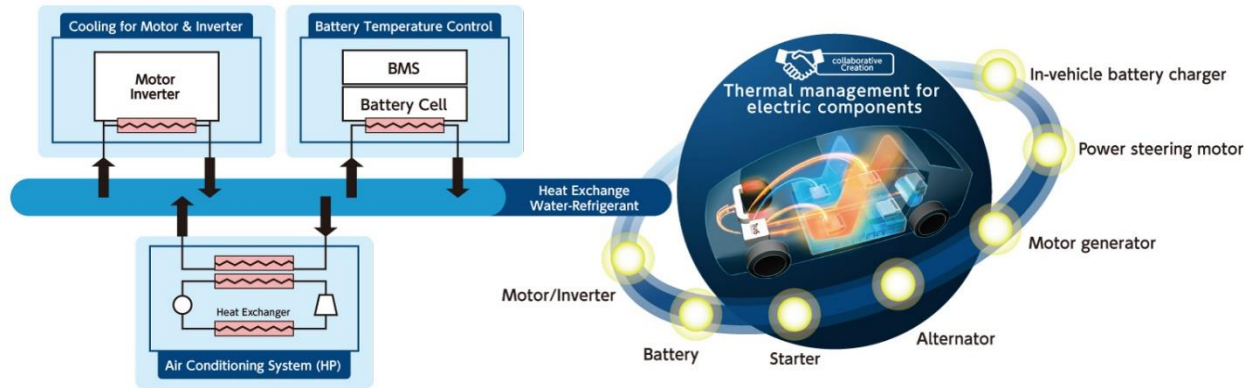 Cooling for Motor & Inverter
Motor
Inverter
Battery Temperature Control
BMS
Battery Cell
Heat Exchange
Water-Refrigerant
Heat Exchanger
Air Conditioning System (HP)
collaborative
Creation
Thermal management for
electric components
In-vehicle battery charger
Power steering motor
Motor generator
Alternator
Starter
Battery
Motor/Inverter